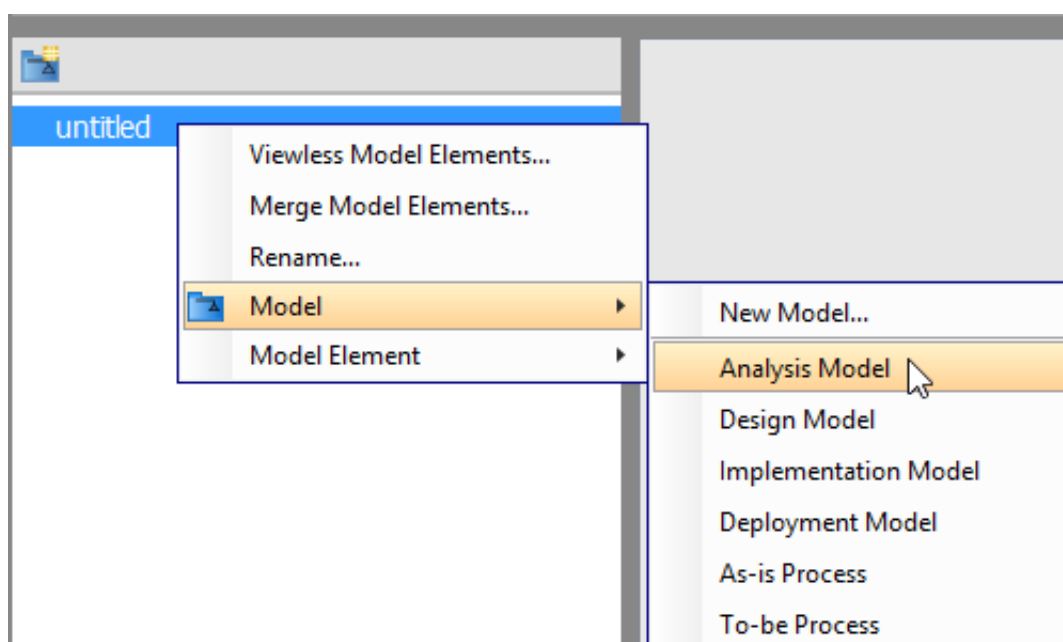 untitled
Viewless Model Elements...
Merge Model Elements...
Rename...
Model
Model Element
New Model...
Analysis Model
Design Model
Implementation Model
Deployment Model
As-is Process
To-be Process